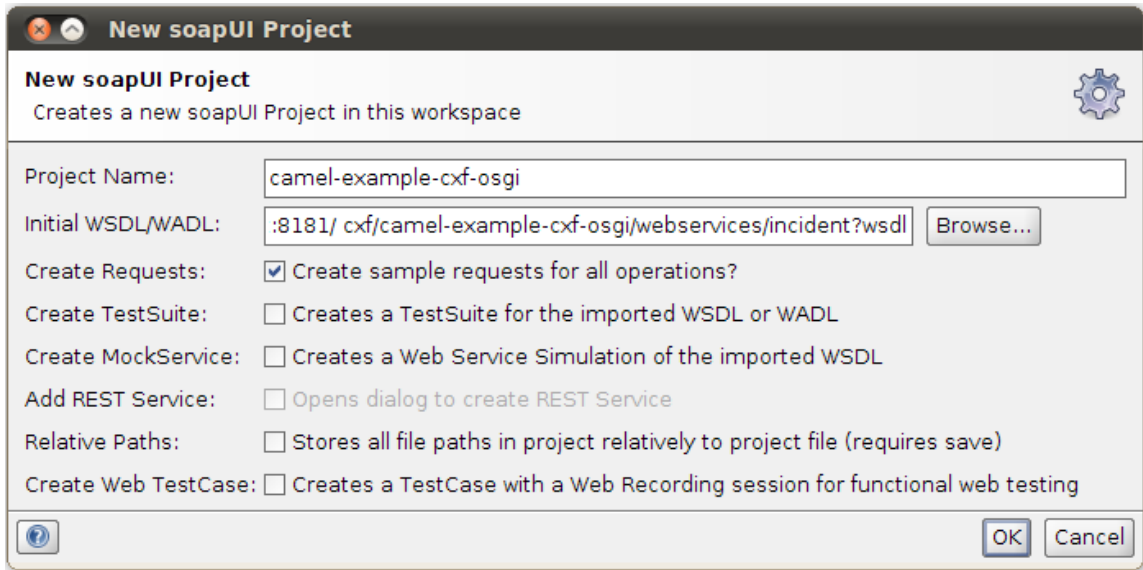 New soapUI Project
New soapUI Project
Creates a new soapUI Project in this workspace
Project Name: camel-example-cxf-osgi
Initial WSDL/WADL: :8181/ cxf/camel-example-cxf-osgi/webservices/incident?wsdl Browse...
Create Requests: Create sample requests for all operations?
Create TestSuite: Creates a TestSuite for the imported WSDL or WADL
Create MockService: Creates a Web Service Simulation of the imported WSDL
Add REST Service: Opens dialog to create REST Service
Relative Paths: Stores all file paths in project relatively to project file (requires save)
Create Web TestCase: Creates a TestCase with a Web Recording session for functional web testing
? OK Cancel